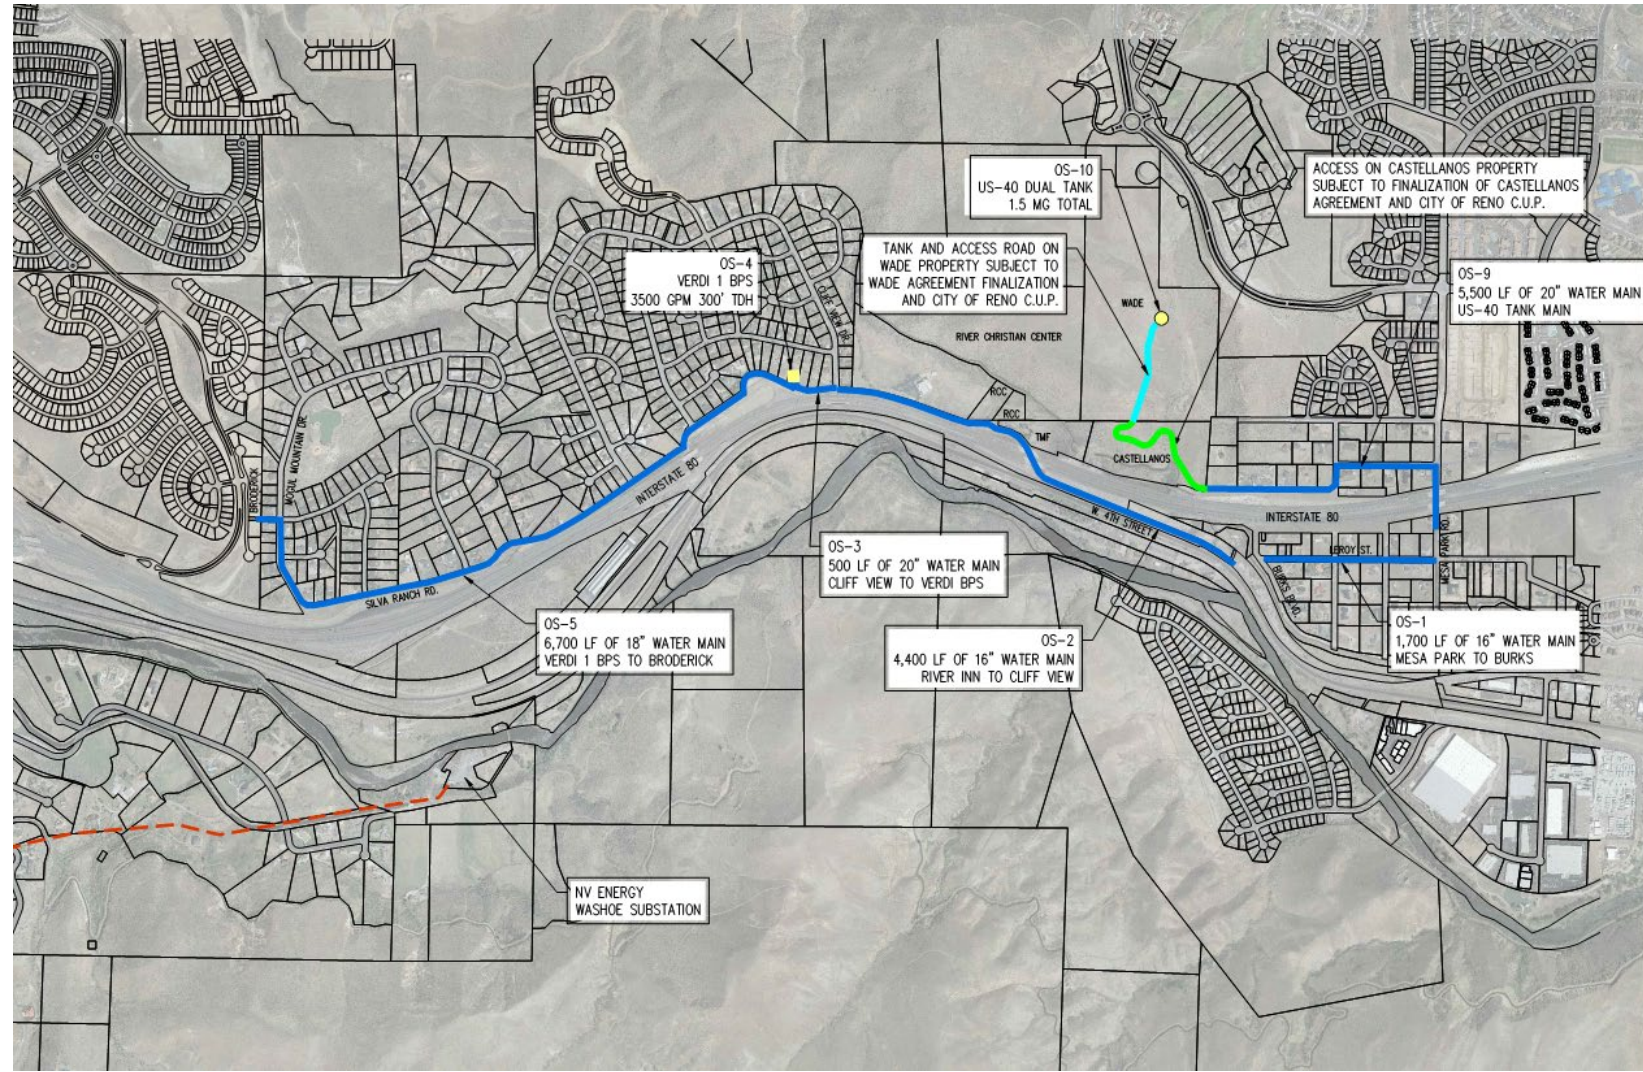 OS-10
US-40 DUAL TANK
1.5 MG TOTAL
ACCESS ON CASTELLANOS PROPERTY
SUBJECT TO FINALIZATION OF CASTELLANOS
AGREEMENT AND CITY OF RENO C.U.P.
TANK AND ACCESS ROAD ON
WADE PROPERTY SUBJECT TO
WADE AGREEMENT FINALIZATION
AND CITY OF RENO C.U.P.
OS-4
VERDI 1 BPS
3500 GPM 300' TDH
CLIFF VIEW DR.
OS-9
5,500 LF OF 20" WATER MAIN
US-40 TANK MAIN
WADE
RIVER CHRISTIAN CENTER
RCC
RCC
TMF
CASTELLANOS
BRODERICK
MOGUL MOUNTAIN DR.
INTERSTATE 80
INTERSTATE 80
W. 4TH STREET
LEROY ST.
MESA PARK RD.
BURKS BLVD.
SILVA RANCH RD.
OS-3
500 LF OF 20" WATER MAIN
CLIFF VIEW TO VERDI BPS
OS-5
6,700 LF OF 18" WATER MAIN
VERDI 1 BPS TO BRODERICK
OS-2
4,400 LF OF 16" WATER MAIN
RIVER INN TO CLIFF VIEW
OS-1
1,700 LF OF 16" WATER MAIN
MESA PARK TO BURKS
NV ENERGY
WASHOE SUBSTATION